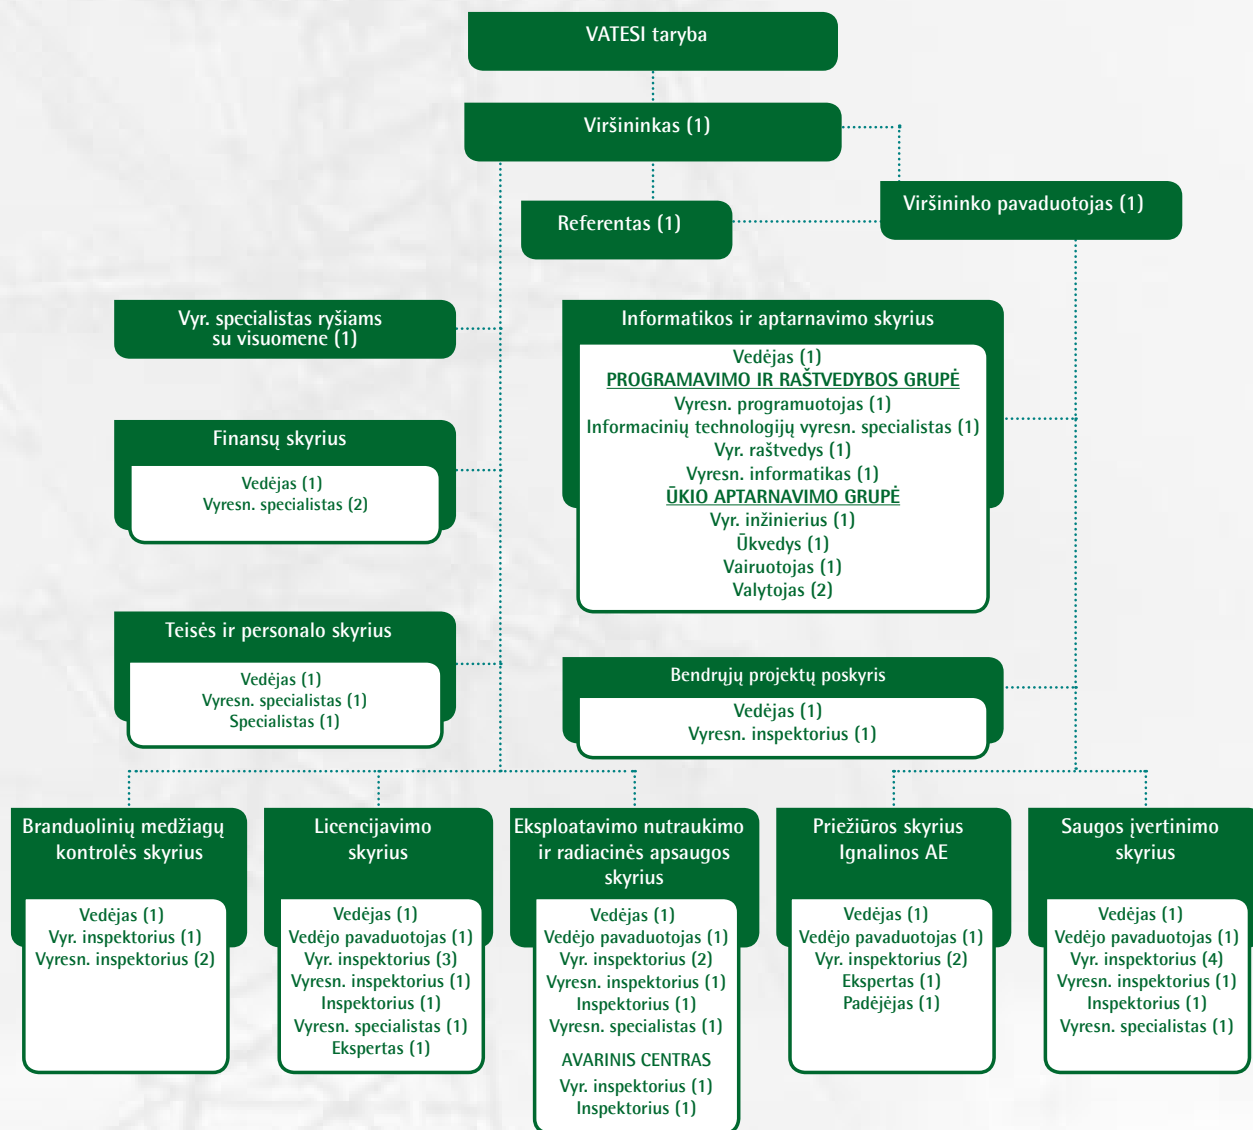 VATESI taryba
Viršininkas (1)
Viršininko pavaduotojas (1)
Referentas (1)
Vyr. specialistas ryšiams
su visuomene (1)
Informatikos ir aptarnavimo skyrius
Vedėjas (1)
PROGRAMAVIMO IR RAŠTVEDYBOS GRUPĖ
Vyresn. programuotojas (1)
Informacinių technologijų vyresn. specialistas (1)
Vyr. raštvedys (1)
Vyresn. informatikas (1)
ŪKIO APTARNAVIMO GRUPĖ
Vyr. inžinierius (1)
Ūkvedys (1)
Vairuotojas (1)
Valytojas (2)
Finansų skyrius
Vedėjas (1)
Vyresn. specialistas (2)
Teisės ir personalo skyrius
Vedėjas (1)
Vyresn. specialistas (1)
Specialistas (1)
Bendrųjų projektų poskyris
Vedėjas (1)
Vyresn. inspektorius (1)
Branduolinių medžiagų
kontrolės skyrius
Vedėjas (1)
Vyr. inspektorius (1)
Vyresn. inspektorius (2)
Licencijavimo
skyrius
Vedėjas (1)
Vedėjo pavaduotojas (1)
Vyr. inspektorius (3)
Vyresn. inspektorius (1)
Inspektorius (1)
Vyresn. specialistas (1)
Ekspertas (1)
Eksploatavimo nutraukimo
ir radiacinės apsaugos
skyrius
Vedėjas (1)
Vedėjo pavaduotojas (1)
Vyr. inspektorius (2)
Vyresn. inspektorius (1)
Inspektorius (1)
Vyresn. specialistas (1)
AVARINIS CENTRAS
Vyr. inspektorius (1)
Inspektorius (1)
Priežiūros skyrius
Ignalinos AE
Vedėjas (1)
Vedėjo pavaduotojas (1)
Vyr. inspektorius (2)
Ekspertas (1)
Padėjėjas (1)
Saugos įvertinimo
skyrius
Vedėjas (1)
Vedėjo pavaduotojas (1)
Vyr. inspektorius (4)
Vyresn. inspektorius (1)
Inspektorius (1)
Vyresn. specialistas (1)